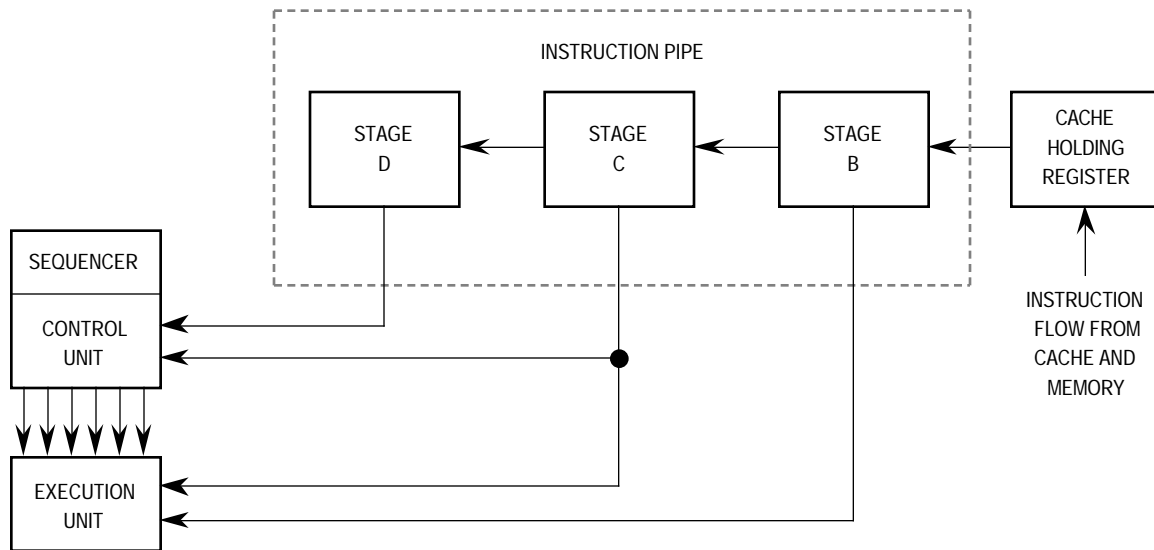 INSTRUCTION PIPE
STAGE
D
STAGE
C
STAGE
B
CACHE
HOLDING
REGISTER
SEQUENCER
CONTROL
UNIT
INSTRUCTION
FLOW FROM
CACHE AND
MEMORY
EXECUTION
UNIT